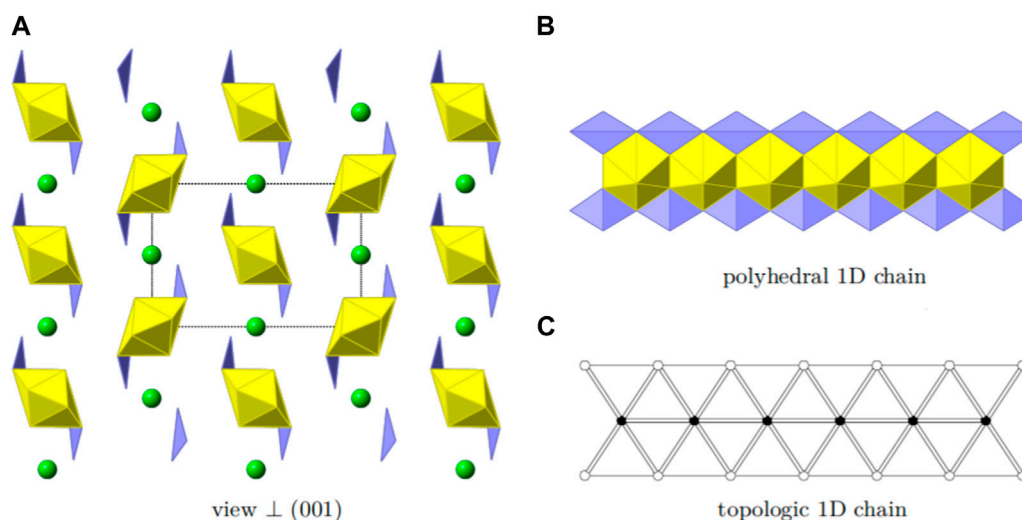 A
B
polyhedral 1D chain
C
view ⊥ (001)
topologic 1D chain